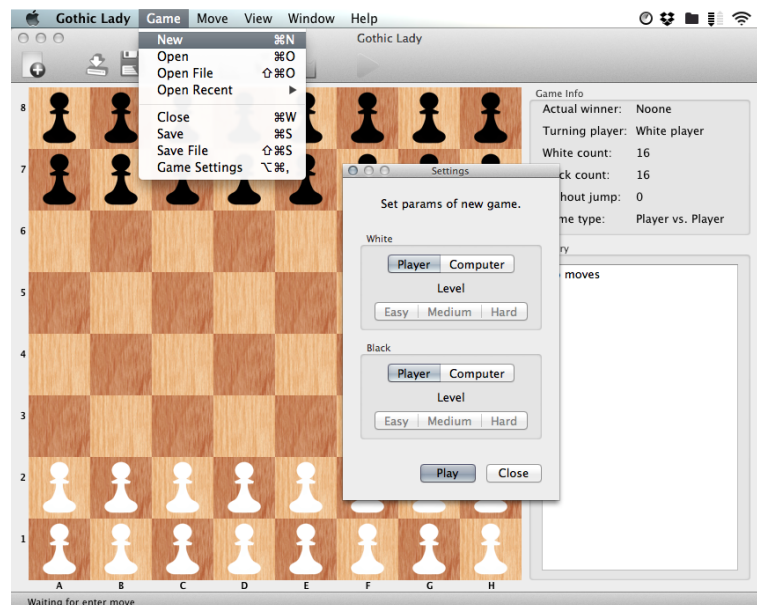 Gothic Lady Game Move View Window Help
Gothic Lady
New ⌘N
Open ⌘O
Open File ⇧⌘O
Open Recent ▶
Close ⌘W
Save ⌘S
Save File ⇧⌘S
Game Settings ⌥⌘,
Game Info
Actual winner: Noone
Turning player: White player
White count: 16
ck count: 16
hout jump: 0
me type: Player vs. Player
ry
moves
Settings
Set params of new game.
White
Player Computer
Level
Easy Medium Hard
Black
Player Computer
Level
Easy Medium Hard
Play Close
8
7
6
5
4
3
2
1
A B C D E F G H
Waiting for enter move